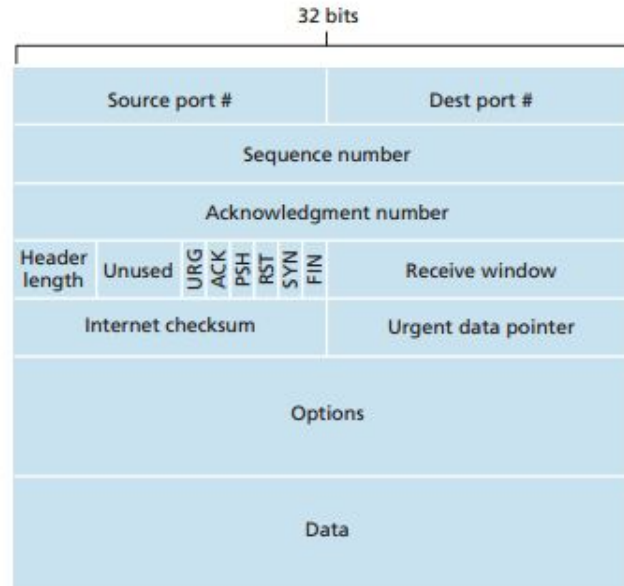 32 bits
Source port #
Dest port #
Sequence number
Acknowledgment number
Header
length
Unused
URG
ACK
PSH
RST
SYN
FIN
Receive window
Internet checksum
Urgent data pointer
Options
Data